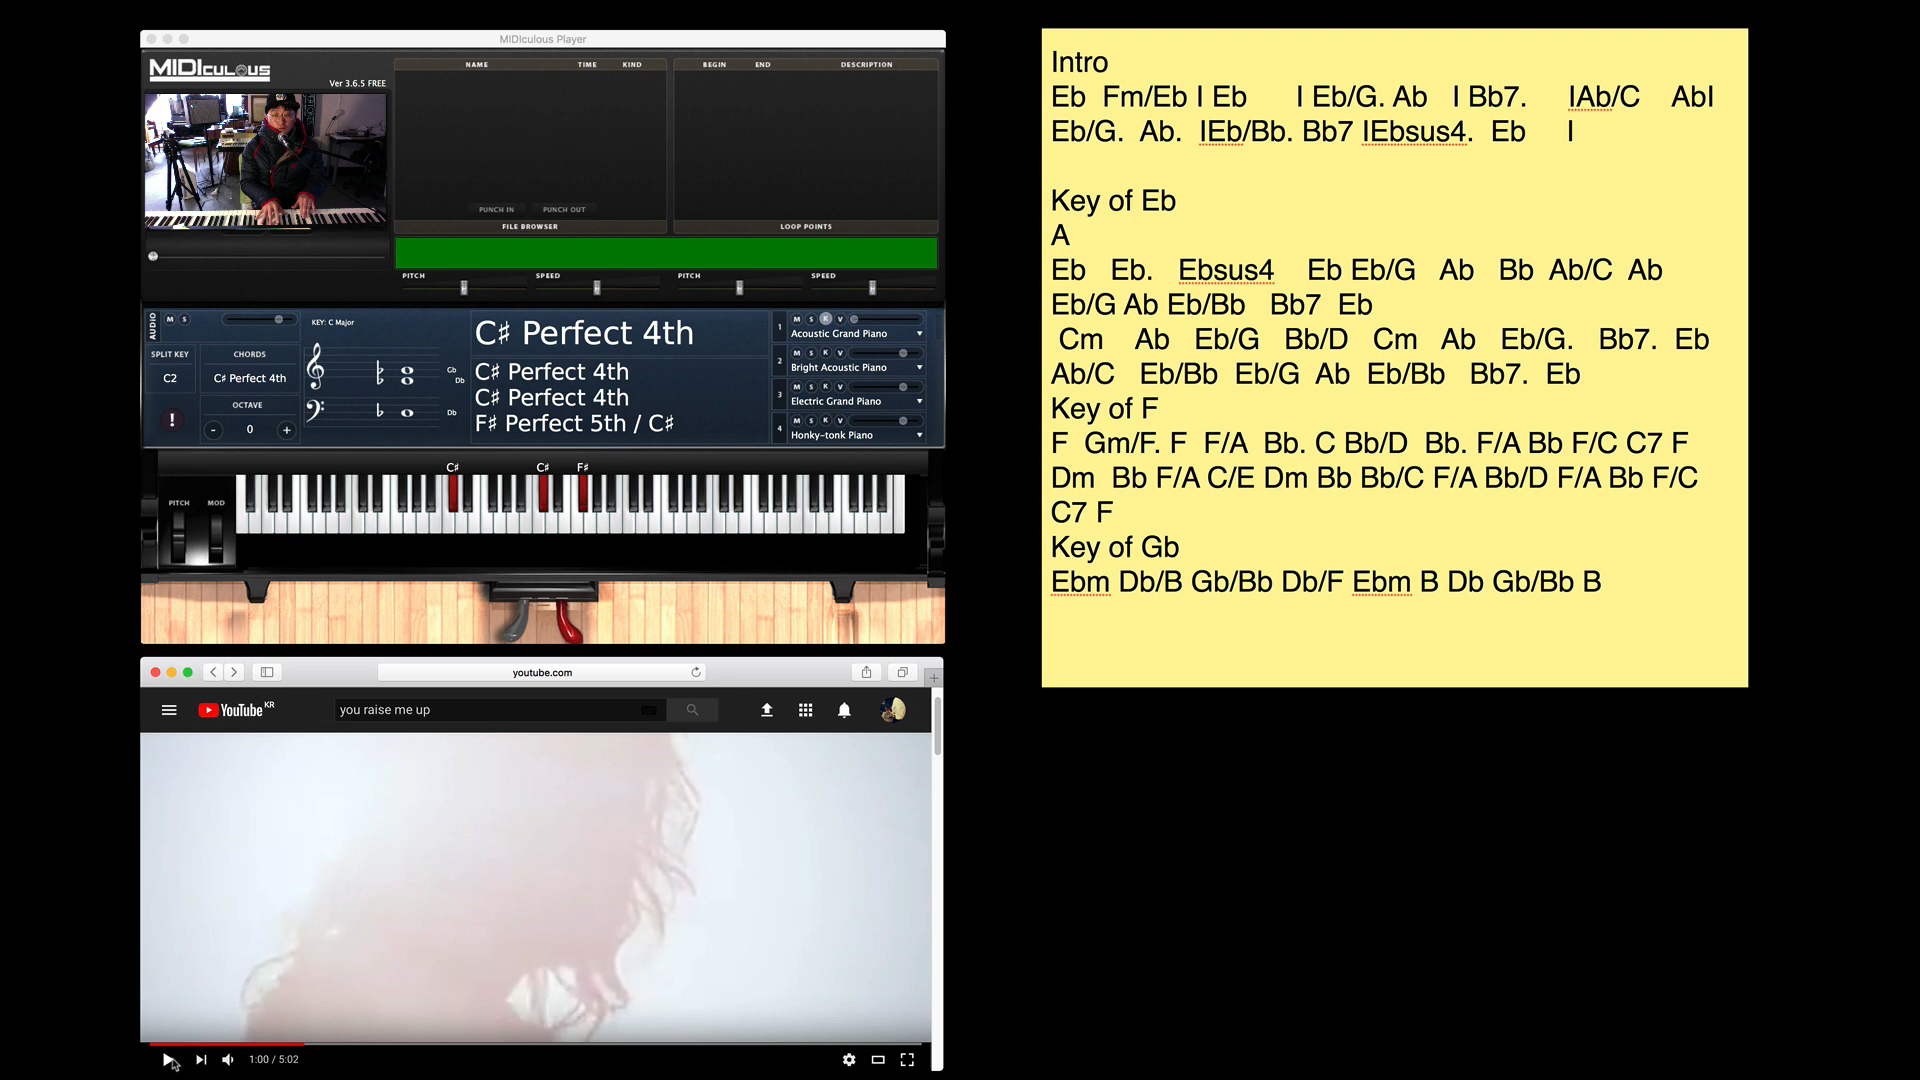 MIDIculous Player
MIDIculous
Ver 3.6.5 FREE
NAME TIME KIND
BEGIN END DESCRIPTION
PUNCH IN PUNCH OUT
FILE BROWSER
LOOP POINTS
PITCH SPEED PITCH SPEED
AUDIO
M S
KEY: C Major
SPLIT KEY
C2
CHORDS
C♯ Perfect 4th
OCTAVE
- 0 +
!
Gb
Db
Db
C♯ Perfect 4th
C♯ Perfect 4th
C♯ Perfect 4th
F♯ Perfect 5th / C♯
1 M S K V
Acoustic Grand Piano
2 M S K V
Bright Acoustic Piano
3 M S K V
Electric Grand Piano
4 M S K V
Honky-tonk Piano
C♯ C♯ F♯
PITCH MOD
youtube.com
YouTube KR
you raise me up
1:00 / 5:02
Intro
Eb Fm/Eb I Eb I Eb/G. Ab I Bb7. IAb/C AbI
Eb/G. Ab. IEb/Bb. Bb7 IEbsus4. Eb I
Key of Eb
A
Eb Eb. Ebsus4 Eb Eb/G Ab Bb Ab/C Ab
Eb/G Ab Eb/Bb Bb7 Eb
Cm Ab Eb/G Bb/D Cm Ab Eb/G. Bb7. Eb
Ab/C Eb/Bb Eb/G Ab Eb/Bb Bb7. Eb
Key of F
F Gm/F. F F/A Bb. C Bb/D Bb. F/A Bb F/C C7 F
Dm Bb F/A C/E Dm Bb Bb/C F/A Bb/D F/A Bb F/C
C7 F
Key of Gb
Ebm Db/B Gb/Bb Db/F Ebm B Db Gb/Bb B